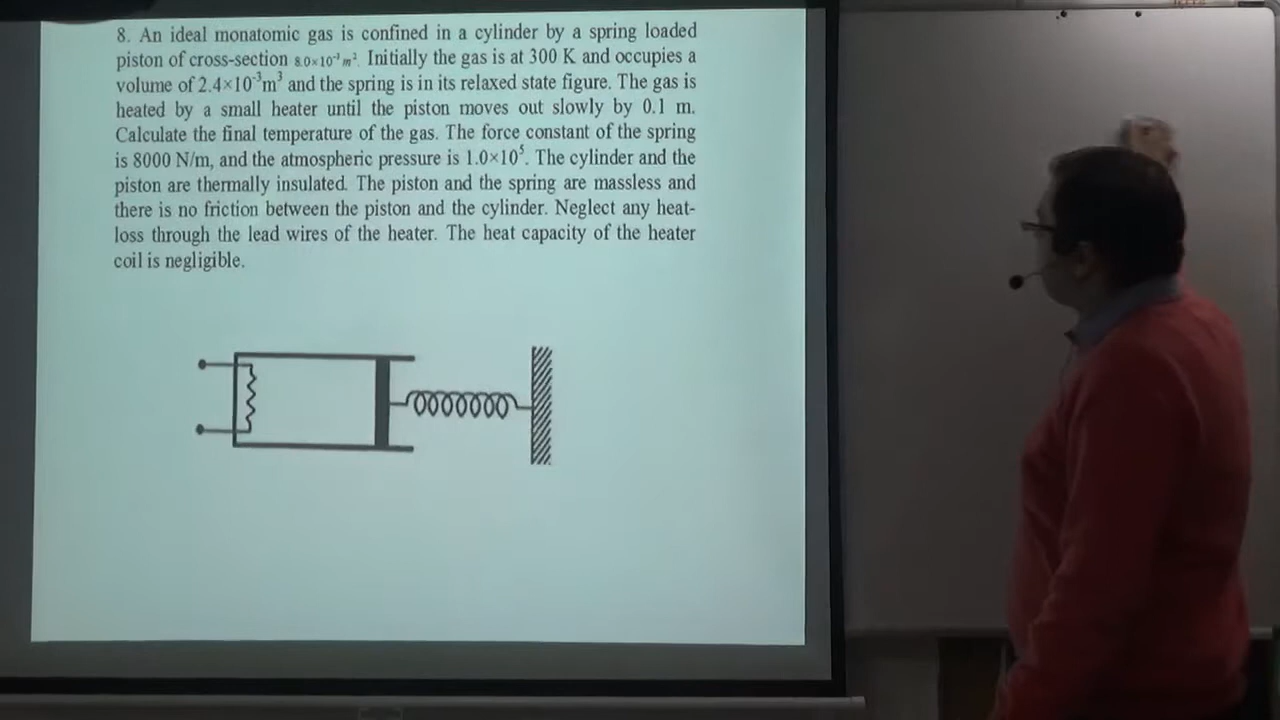 8. An ideal monatomic gas is confined in a cylinder by a spring loaded
piston of cross-section 8.0×10⁻³ m². Initially the gas is at 300 K and occupies a
volume of 2.4×10⁻³m³ and the spring is in its relaxed state figure. The gas is
heated by a small heater until the piston moves out slowly by 0.1 m.
Calculate the final temperature of the gas. The force constant of the spring
is 8000 N/m, and the atmospheric pressure is 1.0×10⁵. The cylinder and the
piston are thermally insulated. The piston and the spring are massless and
there is no friction between the piston and the cylinder. Neglect any heat-
loss through the lead wires of the heater. The heat capacity of the heater
coil is negligible.